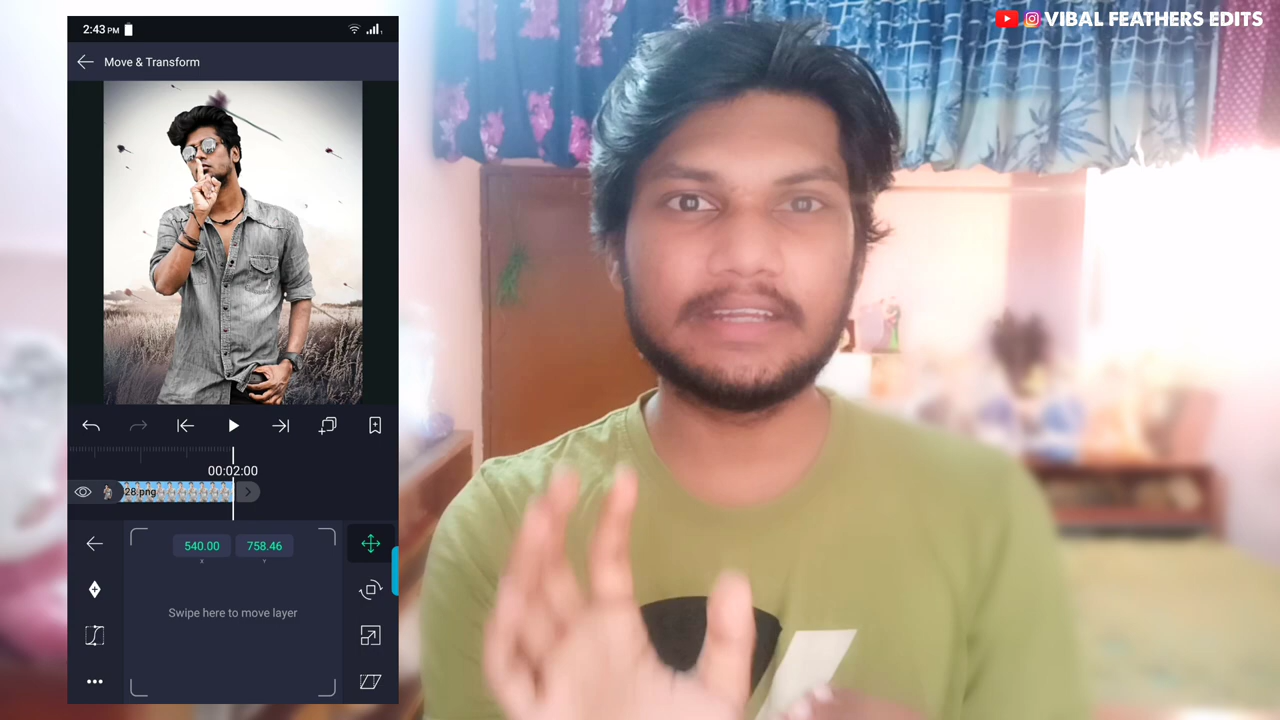 VIBAL FEATHERS EDITS
2:43 PM
Move & Transform
00:02:00
28.png
540.00 758.46
X Y
Swipe here to move layer